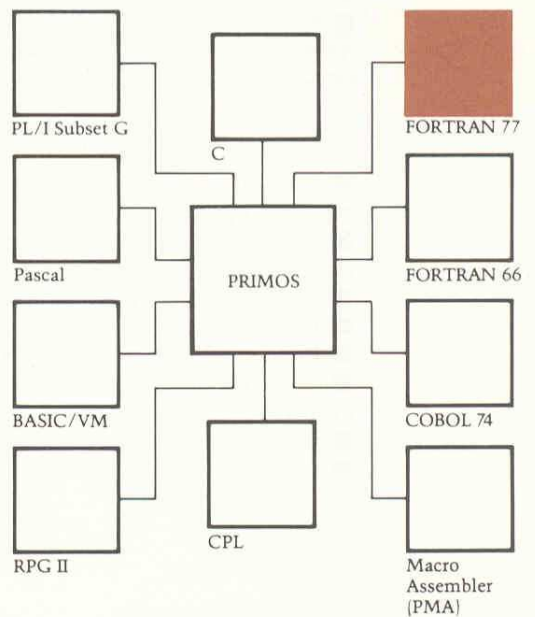 PL/I Subset G
C
FORTRAN 77
Pascal
PRIMOS
FORTRAN 66
BASIC/VM
COBOL 74
RPG II
CPL
Macro
Assembler
(PMA)